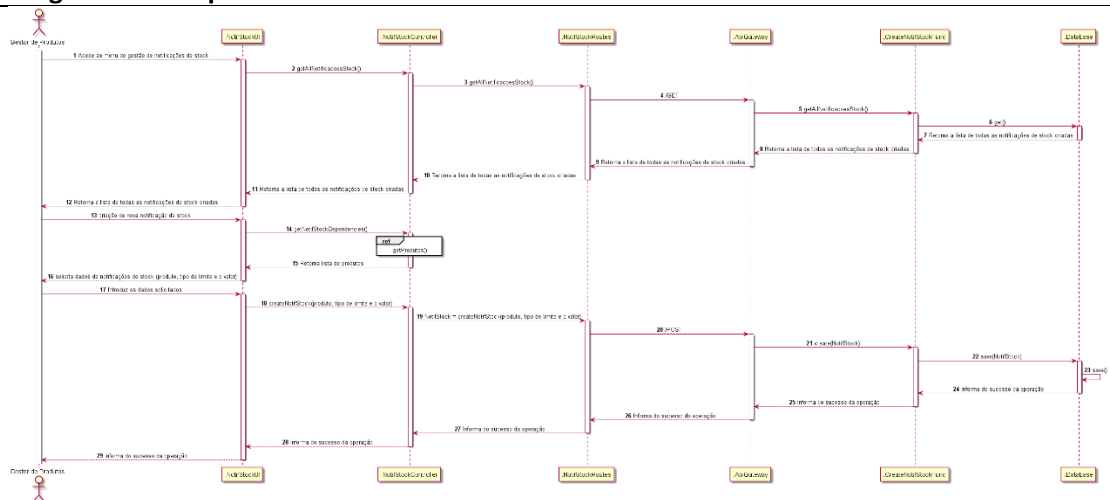 Gestor de Produtos
:NotifStockUI
:NotifStockController
:NotifStockRoutes
:ApiGateway
:CreateNotifStockFunc
:DataBase
1 Acede ao menu de gestão de notificações de stock
2 getAllNotificacoesStock()
3 getAllNotificacoesStock()
4 /GET
5 getAllNotificacoesStock()
6 get()
7 Retorna a lista de todas as notificações de stock criadas
8 Retorna a lista de todas as notificações de stock criadas
9 Retorna a lista de todas as notificações de stock criadas
10 Retorna a lista de todas as notificações de stock criadas
11 Retorna a lista de todas as notificações de stock criadas
12 Retorna a lista de todas as notificações de stock criadas
13 criação de nova notificação de stock
14 getNotifStockDependencies()
ref
getProdutos()
15 Retorna lista de produtos
16 solicita dados de notificações de stock (produto, tipo de limite e o valor)
17 Introduz os dados solicitados
18 createNotifStock(produto, tipo de limite e o valor)
19 NotifStock = createNotifStock(produto, tipo de limite e o valor)
20 /POST
21 create(NotifStock)
22 save(NotifStock)
23 save()
24 Informa do sucesso da operação
25 Informa do sucesso da operação
26 Informa do sucesso da operação
27 Informa do sucesso da operação
28 Informa do sucesso da operação
29 Informa do sucesso da operação
Gestor de Produtos
:NotifStockUI
:NotifStockController
:NotifStockRoutes
:ApiGateway
:CreateNotifStockFunc
:DataBase